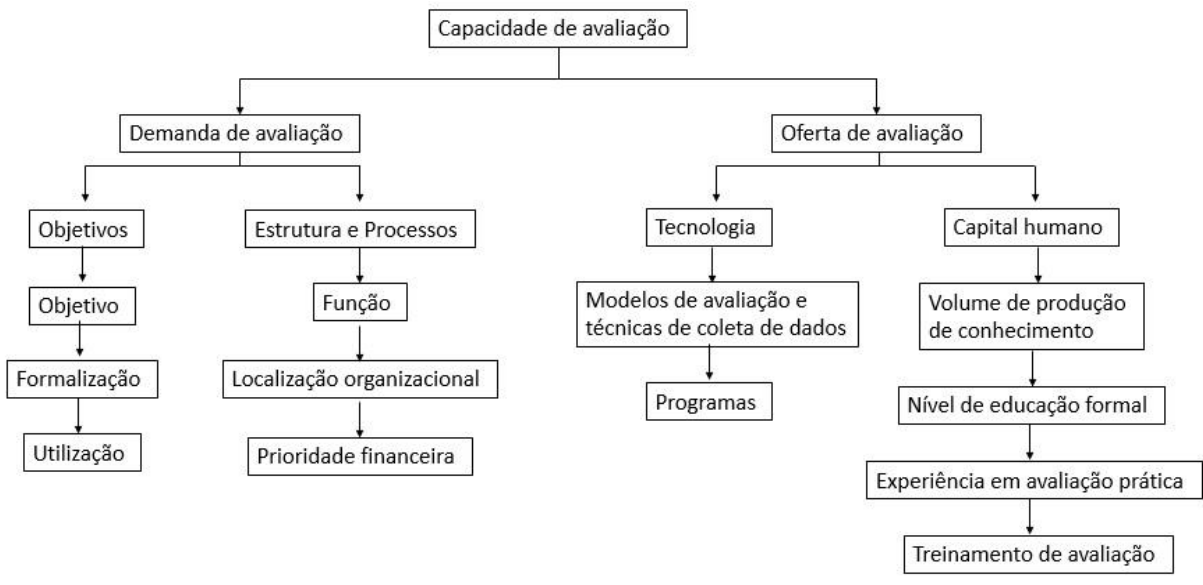 Capacidade de avaliação
Demanda de avaliação
Oferta de avaliação
Objetivos
Estrutura e Processos
Tecnologia
Capital humano
Objetivo
Função
Modelos de avaliação e
técnicas de coleta de dados
Volume de produção
de conhecimento
Formalização
Localização organizacional
Programas
Nível de educação formal
Utilização
Prioridade financeira
Experiência em avaliação prática
Treinamento de avaliação